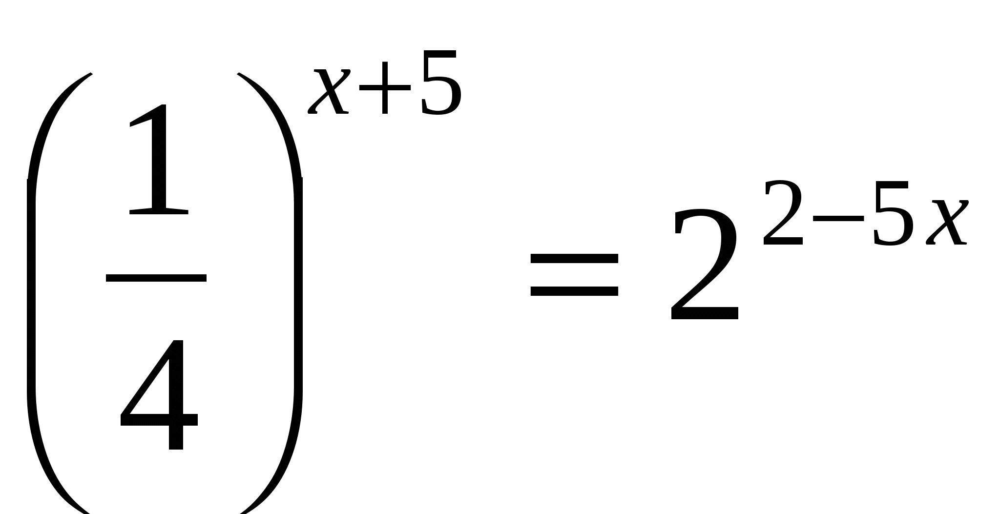 (1/4)^(x+5) = 2^(2−5x)